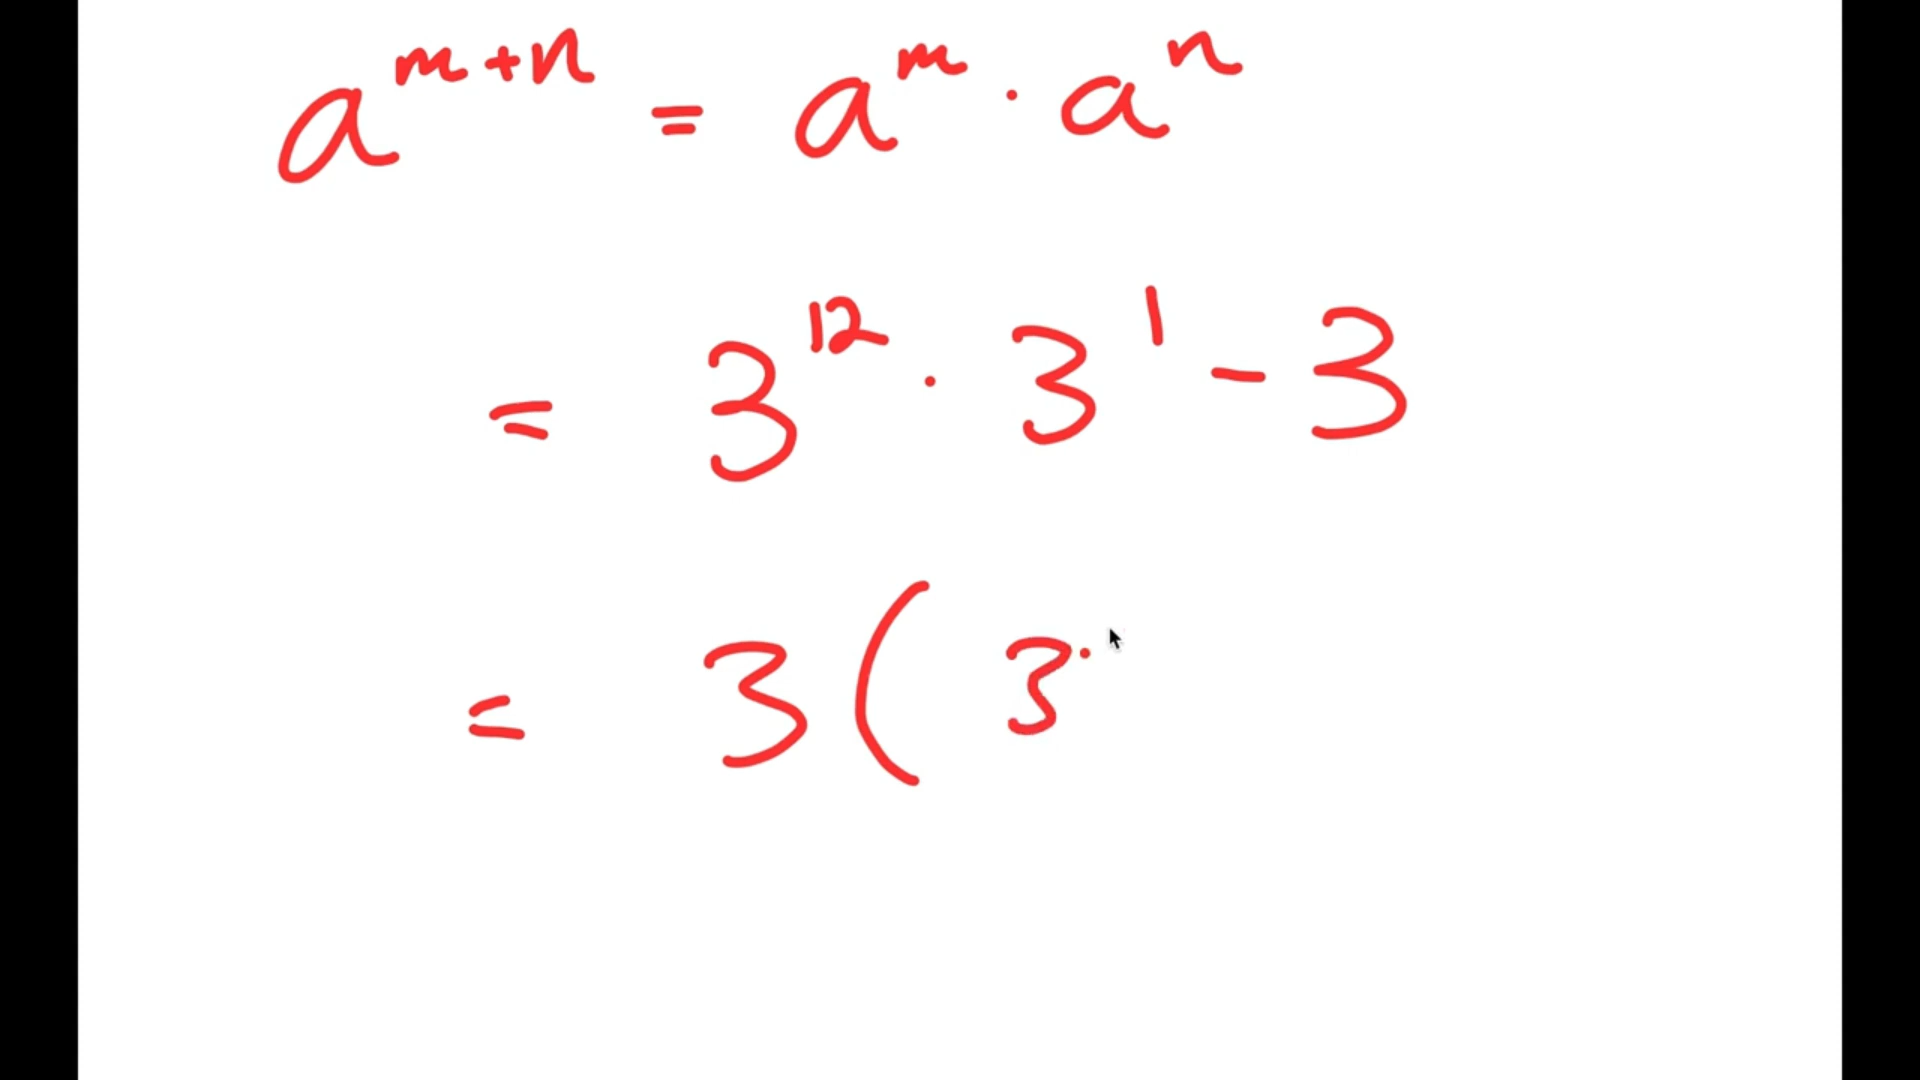 a^{m+n} = a^m · a^n
= 3^{12} · 3^1 - 3
= 3 ( 3 ·